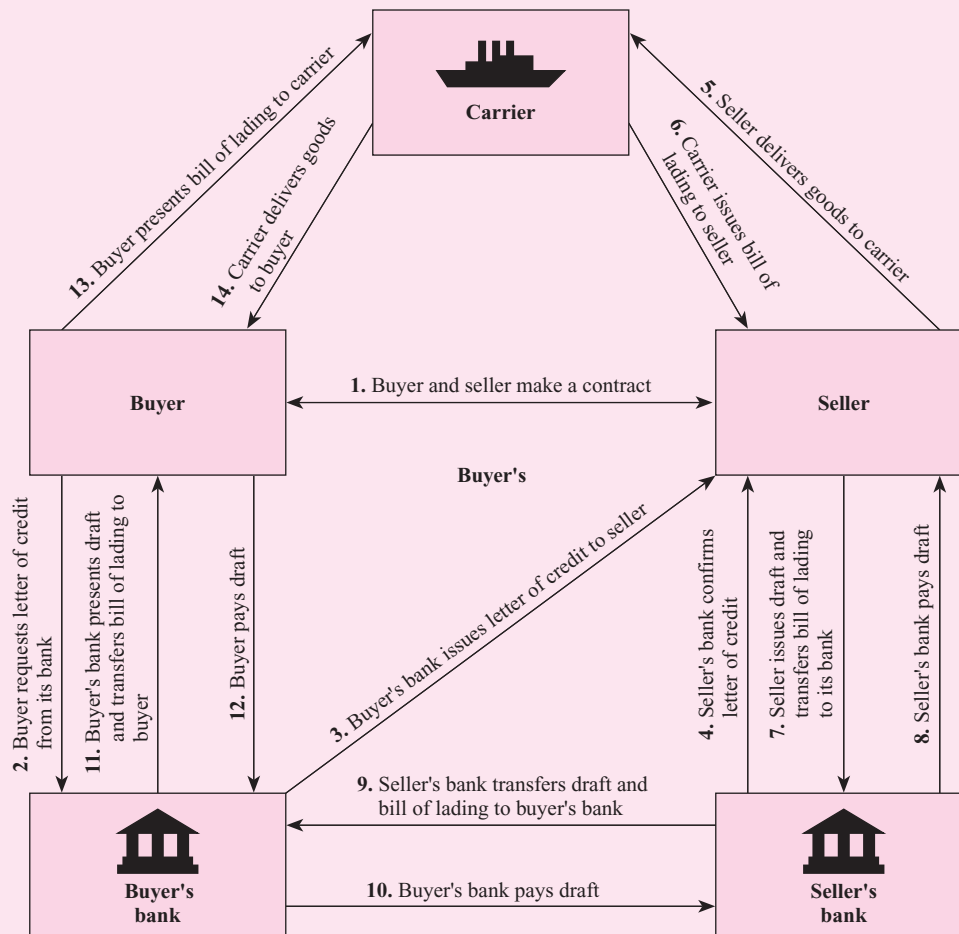 Carrier
13. Buyer presents bill of lading to carrier
14. Carrier delivers goods
to buyer
6. Carrier issues bill of
lading to seller
5. Seller delivers goods to carrier
Buyer
1. Buyer and seller make a contract
Seller
Buyer's
2. Buyer requests letter of credit
from its bank
11. Buyer's bank presents draft
and transfers bill of lading to
buyer
12. Buyer pays draft
3. Buyer's bank issues letter of credit to seller
4. Seller's bank confirms
letter of credit
7. Seller issues draft and
transfers bill of lading
to its bank
8. Seller's bank pays draft
9. Seller's bank transfers draft and
bill of lading to buyer's bank
Buyer's
bank
10. Buyer's bank pays draft
Seller's
bank